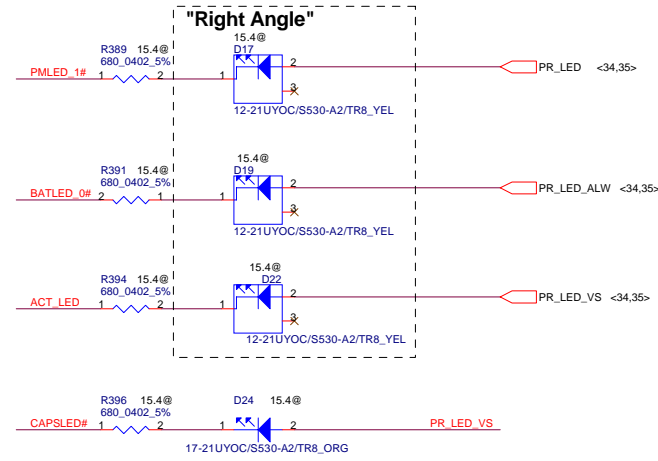 "Right Angle"
R389 15.4@
680_0402_5%
15.4@
D17
PMLED_1# 1 2 1 2 PR_LED <34,35>
3
12-21UYOC/S530-A2/TR8_YEL
R391 15.4@
680_0402_5%
15.4@
D19
BATLED_0# 2 1 1 2 PR_LED_ALW <34,35>
3
12-21UYOC/S530-A2/TR8_YEL
R394 15.4@
680_0402_5%
15.4@
D22
ACT_LED 1 2 1 2 PR_LED_VS <34,35>
3
12-21UYOC/S530-A2/TR8_YEL
R396 15.4@ D24 15.4@
680_0402_5%
CAPSLED# 1 2 1 2 PR_LED_VS
17-21UYOC/S530-A2/TR8_ORG